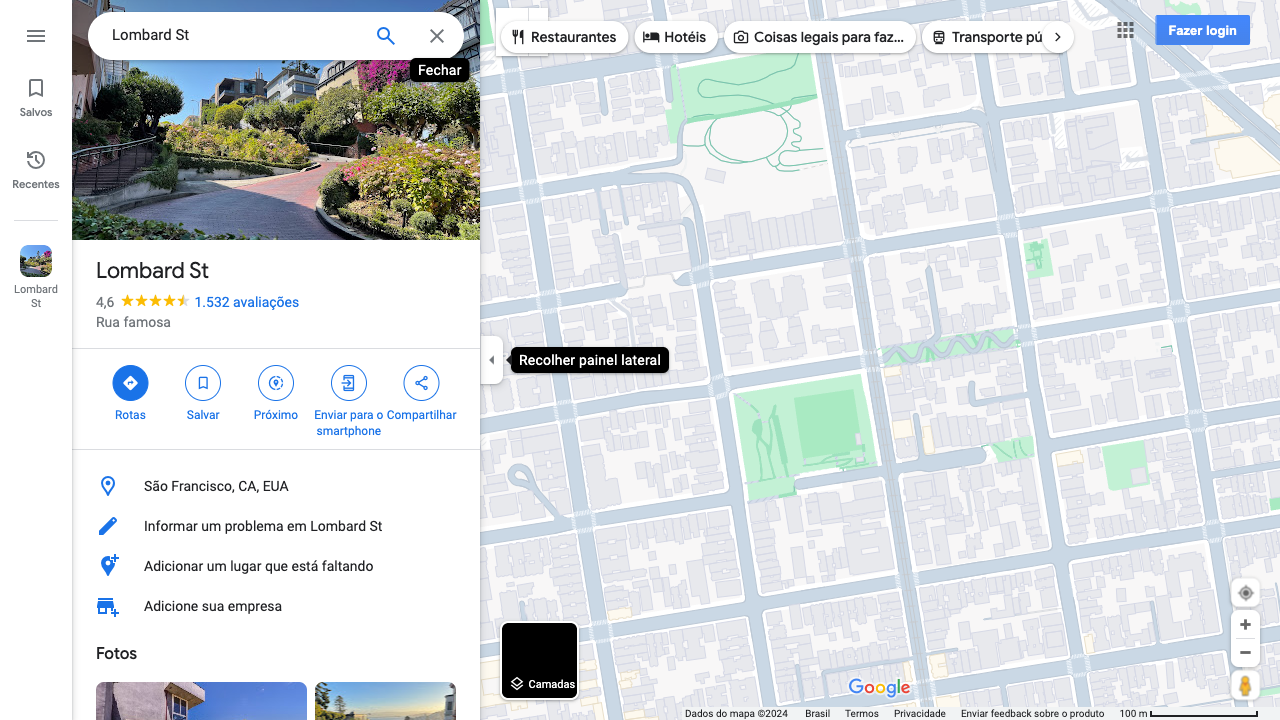 Lombard St
Fechar
Salvos
Recentes
Lombard
St
Lombard St
4,6 1.532 avaliações
Rua famosa
Rotas
Salvar
Próximo
Enviar para o
smartphone
Compartilhar
São Francisco, CA, EUA
Informar um problema em Lombard St
Adicionar um lugar que está faltando
Adicione sua empresa
Fotos
Restaurantes
Hotéis
Coisas legais para faz...
Transporte pú
Fazer login
Recolher painel lateral
Camadas
Google
Dados do mapa ©2024 Brasil Termos Privacidade Enviar feedback sobre o produto 100 m